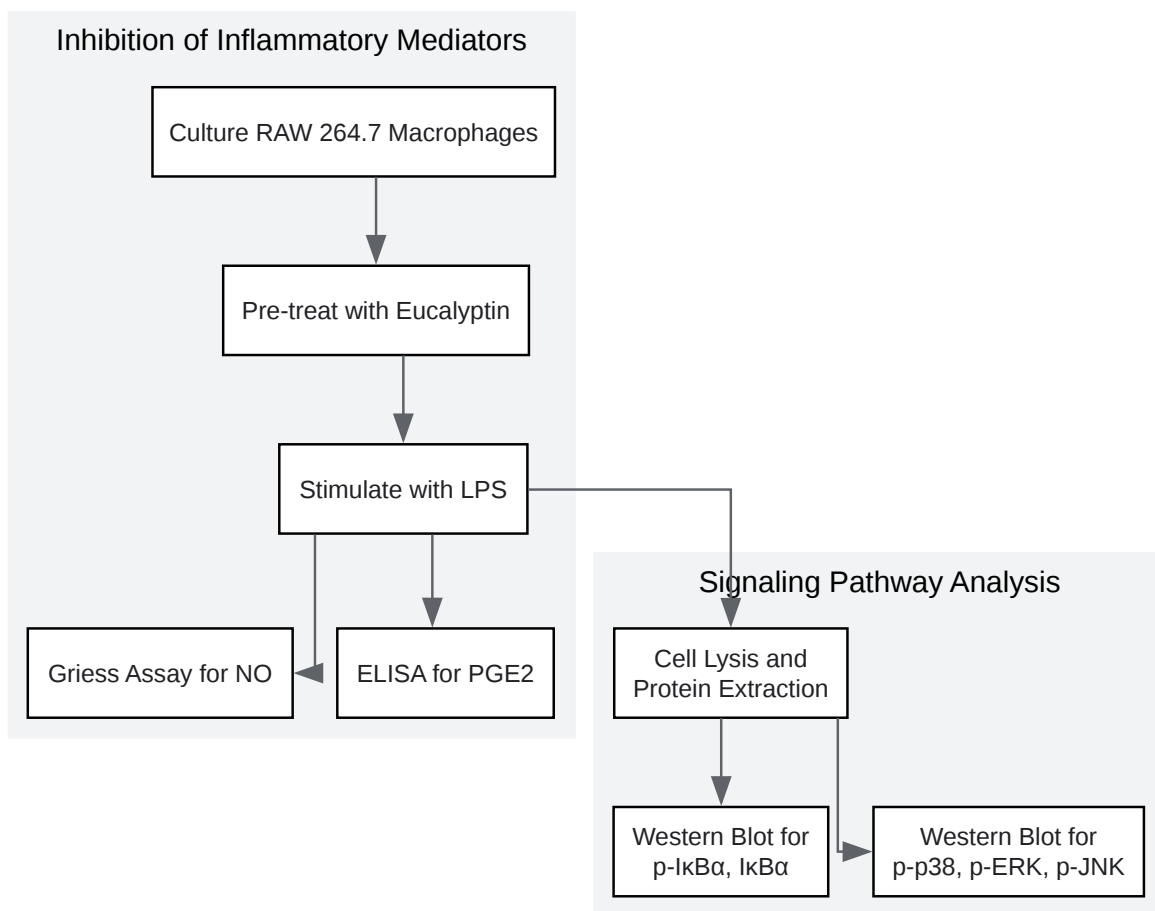 Inhibition of Inflammatory Mediators
Culture RAW 264.7 Macrophages
Pre-treat with Eucalyptin
Stimulate with LPS
Griess Assay for NO
ELISA for PGE2
Signaling Pathway Analysis
Cell Lysis and
Protein Extraction
Western Blot for
p-IκBα, IκBα
Western Blot for
p-p38, p-ERK, p-JNK